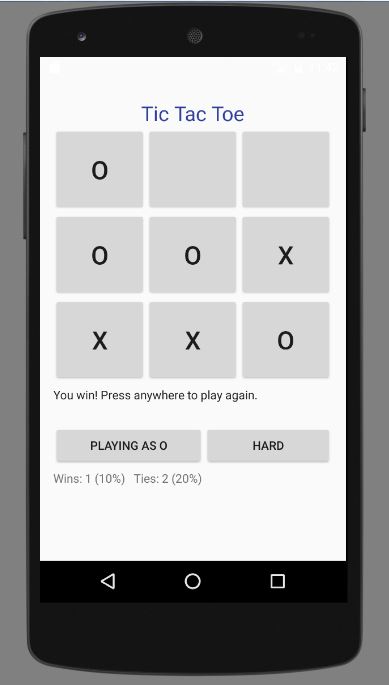 Tic Tac Toe
O
O O X
X X O
You win! Press anywhere to play again.
PLAYING AS O HARD
Wins: 1 (10%) Ties: 2 (20%)